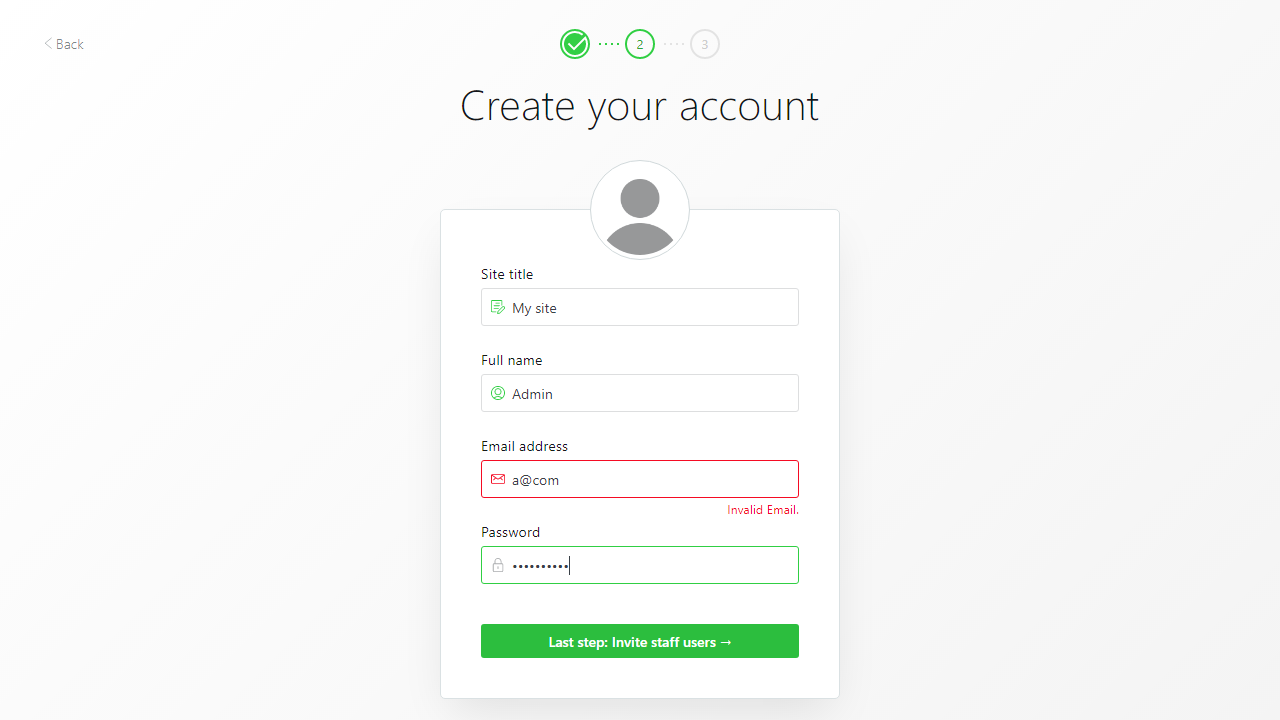 Back
2
3
Create your account
Site title
My site
Full name
Admin
Email address
a@com
Invalid Email.
Password
••••••••••
Last step: Invite staff users →